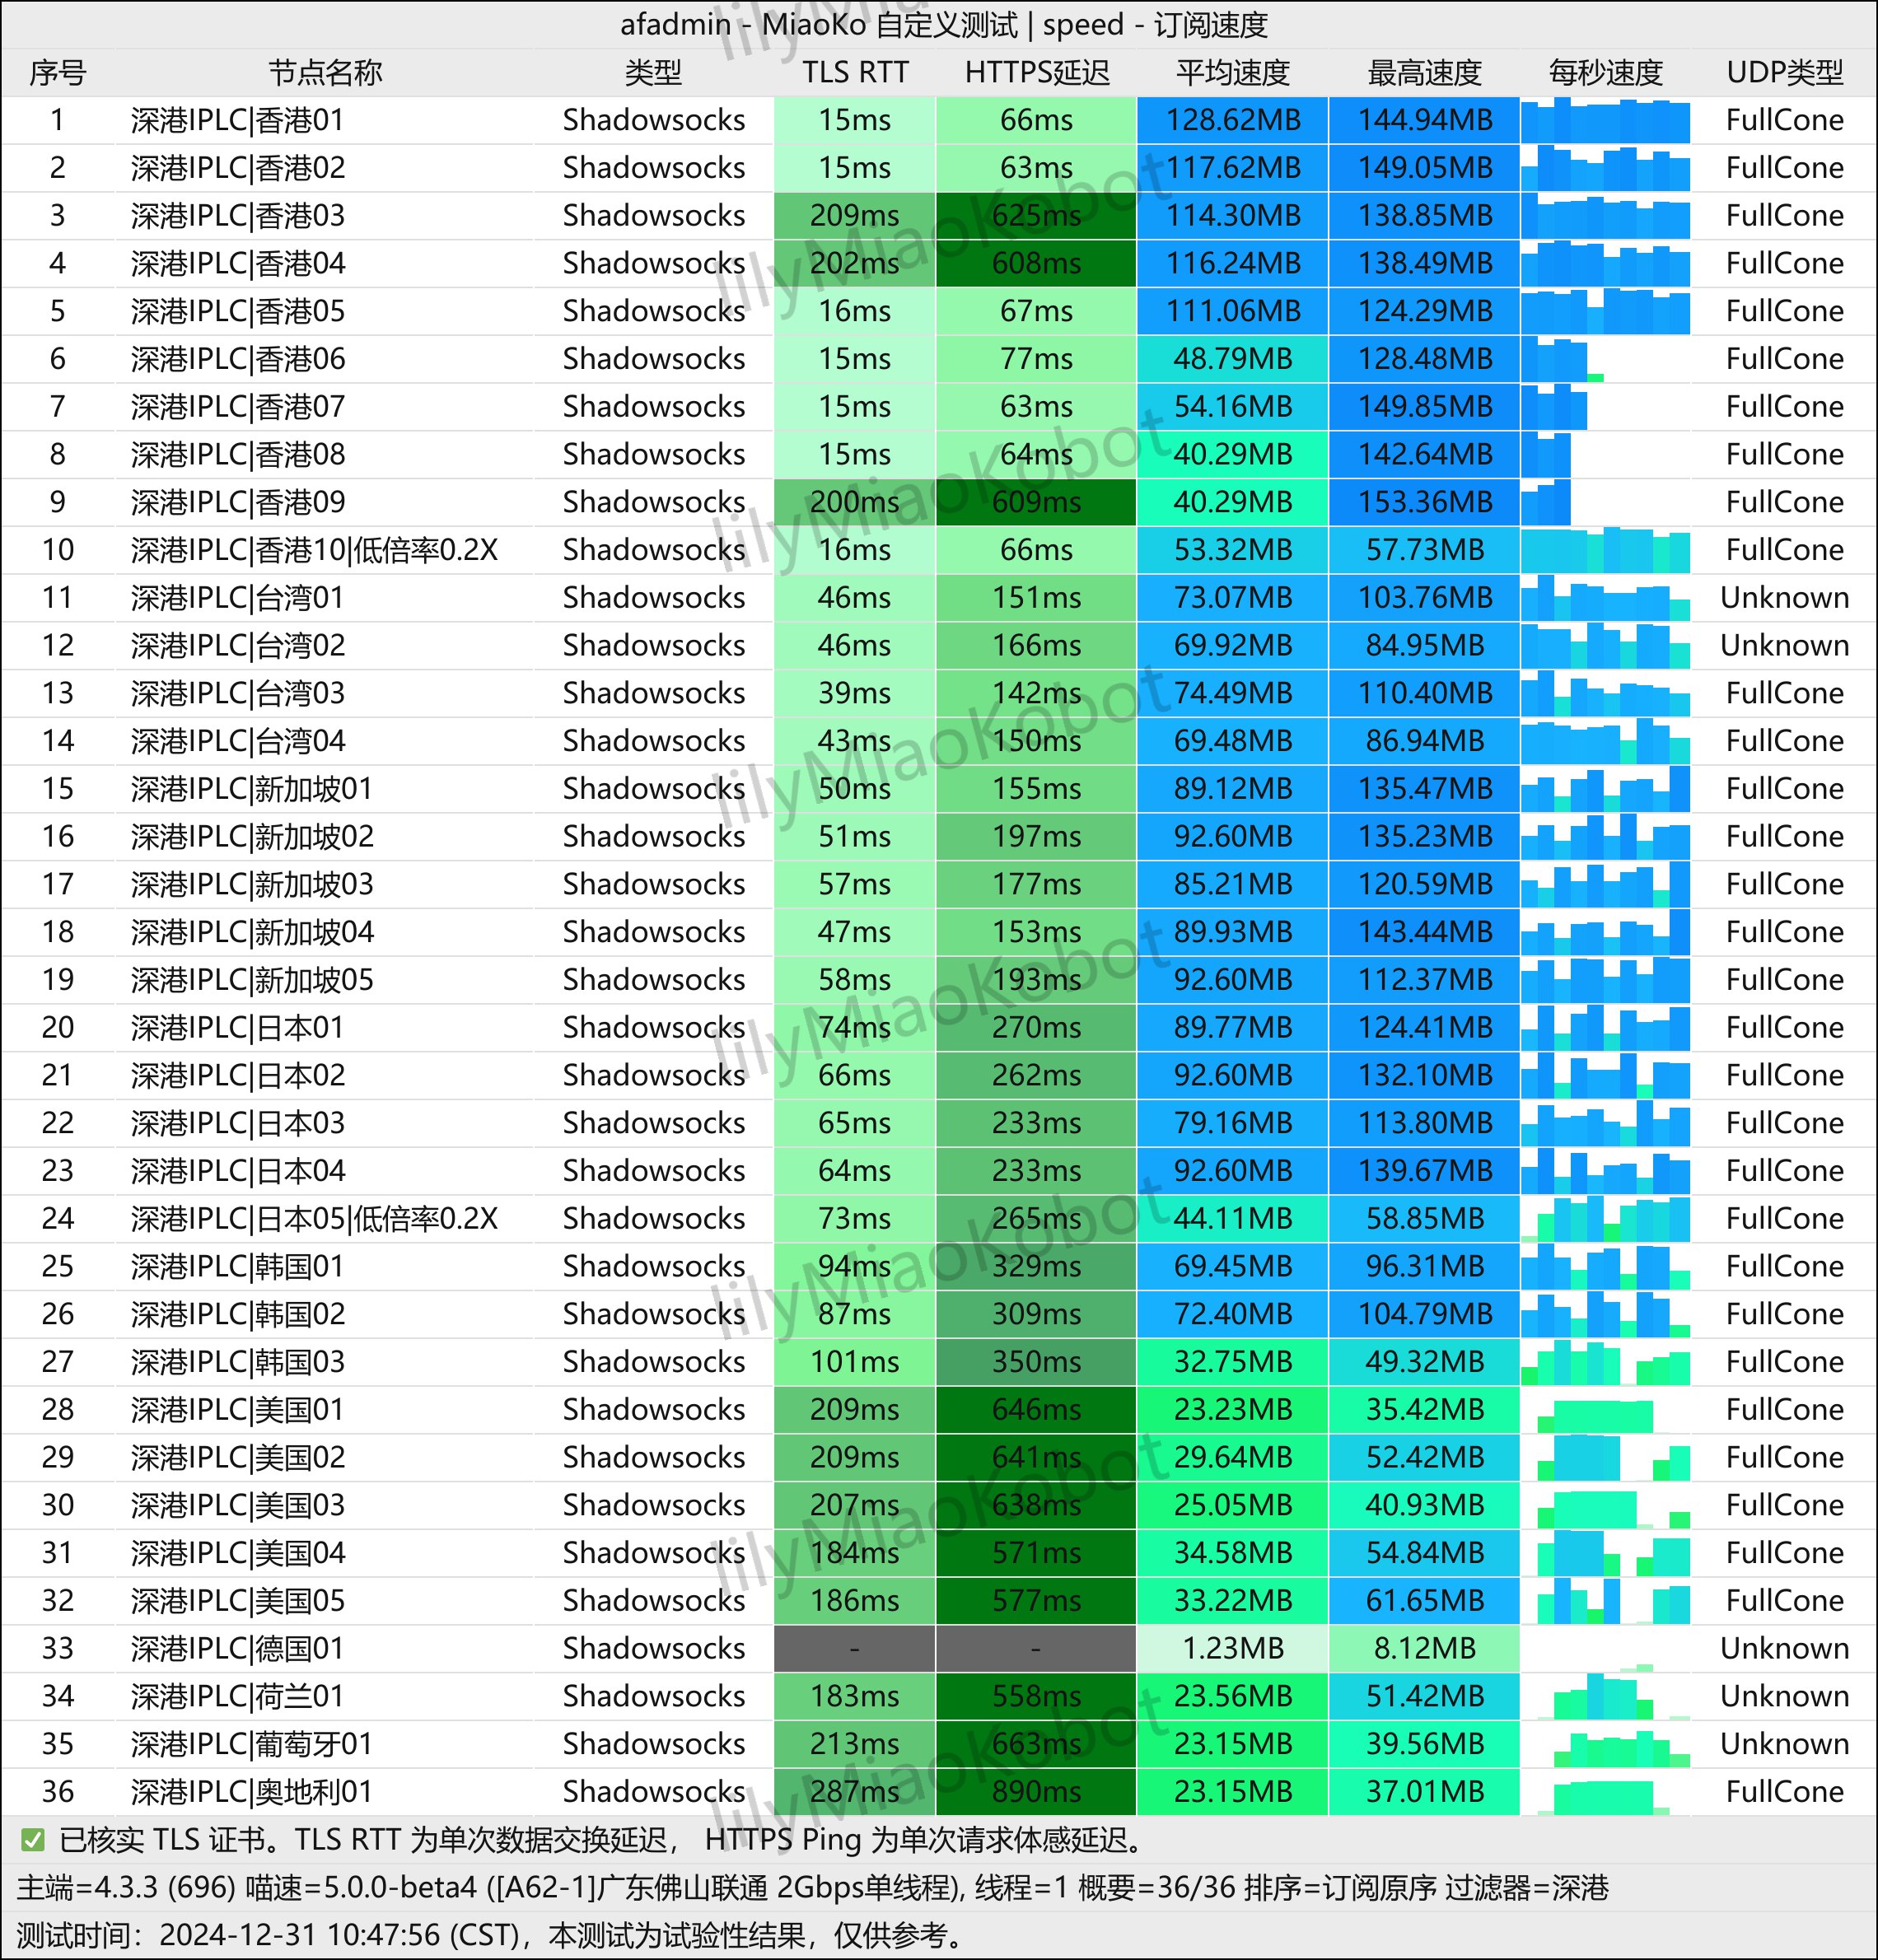 afadmin - MiaoKo 自定义测试 | speed - 订阅速度
序号 节点名称 类型 TLS RTT HTTPS延迟 平均速度 最高速度 每秒速度 UDP类型
1 深港IPLC|香港01 Shadowsocks 15ms 66ms 128.62MB 144.94MB FullCone
2 深港IPLC|香港02 Shadowsocks 15ms 63ms 117.62MB 149.05MB FullCone
3 深港IPLC|香港03 Shadowsocks 209ms 625ms 114.30MB 138.85MB FullCone
4 深港IPLC|香港04 Shadowsocks 202ms 608ms 116.24MB 138.49MB FullCone
5 深港IPLC|香港05 Shadowsocks 16ms 67ms 111.06MB 124.29MB FullCone
6 深港IPLC|香港06 Shadowsocks 15ms 77ms 48.79MB 128.48MB FullCone
7 深港IPLC|香港07 Shadowsocks 15ms 63ms 54.16MB 149.85MB FullCone
8 深港IPLC|香港08 Shadowsocks 15ms 64ms 40.29MB 142.64MB FullCone
9 深港IPLC|香港09 Shadowsocks 200ms 609ms 40.29MB 153.36MB FullCone
10 深港IPLC|香港10|低倍率0.2X Shadowsocks 16ms 66ms 53.32MB 57.73MB FullCone
11 深港IPLC|台湾01 Shadowsocks 46ms 151ms 73.07MB 103.76MB Unknown
12 深港IPLC|台湾02 Shadowsocks 46ms 166ms 69.92MB 84.95MB Unknown
13 深港IPLC|台湾03 Shadowsocks 39ms 142ms 74.49MB 110.40MB FullCone
14 深港IPLC|台湾04 Shadowsocks 43ms 150ms 69.48MB 86.94MB FullCone
15 深港IPLC|新加坡01 Shadowsocks 50ms 155ms 89.12MB 135.47MB FullCone
16 深港IPLC|新加坡02 Shadowsocks 51ms 197ms 92.60MB 135.23MB FullCone
17 深港IPLC|新加坡03 Shadowsocks 57ms 177ms 85.21MB 120.59MB FullCone
18 深港IPLC|新加坡04 Shadowsocks 47ms 153ms 89.93MB 143.44MB FullCone
19 深港IPLC|新加坡05 Shadowsocks 58ms 193ms 92.60MB 112.37MB FullCone
20 深港IPLC|日本01 Shadowsocks 74ms 270ms 89.77MB 124.41MB FullCone
21 深港IPLC|日本02 Shadowsocks 66ms 262ms 92.60MB 132.10MB FullCone
22 深港IPLC|日本03 Shadowsocks 65ms 233ms 79.16MB 113.80MB FullCone
23 深港IPLC|日本04 Shadowsocks 64ms 233ms 92.60MB 139.67MB FullCone
24 深港IPLC|日本05|低倍率0.2X Shadowsocks 73ms 265ms 44.11MB 58.85MB FullCone
25 深港IPLC|韩国01 Shadowsocks 94ms 329ms 69.45MB 96.31MB FullCone
26 深港IPLC|韩国02 Shadowsocks 87ms 309ms 72.40MB 104.79MB FullCone
27 深港IPLC|韩国03 Shadowsocks 101ms 350ms 32.75MB 49.32MB FullCone
28 深港IPLC|美国01 Shadowsocks 209ms 646ms 23.23MB 35.42MB FullCone
29 深港IPLC|美国02 Shadowsocks 209ms 641ms 29.64MB 52.42MB FullCone
30 深港IPLC|美国03 Shadowsocks 207ms 638ms 25.05MB 40.93MB FullCone
31 深港IPLC|美国04 Shadowsocks 184ms 571ms 34.58MB 54.84MB FullCone
32 深港IPLC|美国05 Shadowsocks 186ms 577ms 33.22MB 61.65MB FullCone
33 深港IPLC|德国01 Shadowsocks - - 1.23MB 8.12MB Unknown
34 深港IPLC|荷兰01 Shadowsocks 183ms 558ms 23.56MB 51.42MB Unknown
35 深港IPLC|葡萄牙01 Shadowsocks 213ms 663ms 23.15MB 39.56MB Unknown
36 深港IPLC|奥地利01 Shadowsocks 287ms 890ms 23.15MB 37.01MB FullCone
✅ 已核实 TLS 证书。TLS RTT 为单次数据交换延迟， HTTPS Ping 为单次请求体感延迟。
主端=4.3.3 (696) 喵速=5.0.0-beta4 ([A62-1]广东佛山联通 2Gbps单线程), 线程=1 概要=36/36 排序=订阅原序 过滤器=深港
测试时间：2024-12-31 10:47:56 (CST)，本测试为试验性结果，仅供参考。
lilyMiaoKobot
lilyMiaoKobot
lilyMiaoKobot
lilyMiaoKobot
lilyMiaoKobot
lilyMiaoKobot
lilyMiaoKobot
lilyMiaoKobot